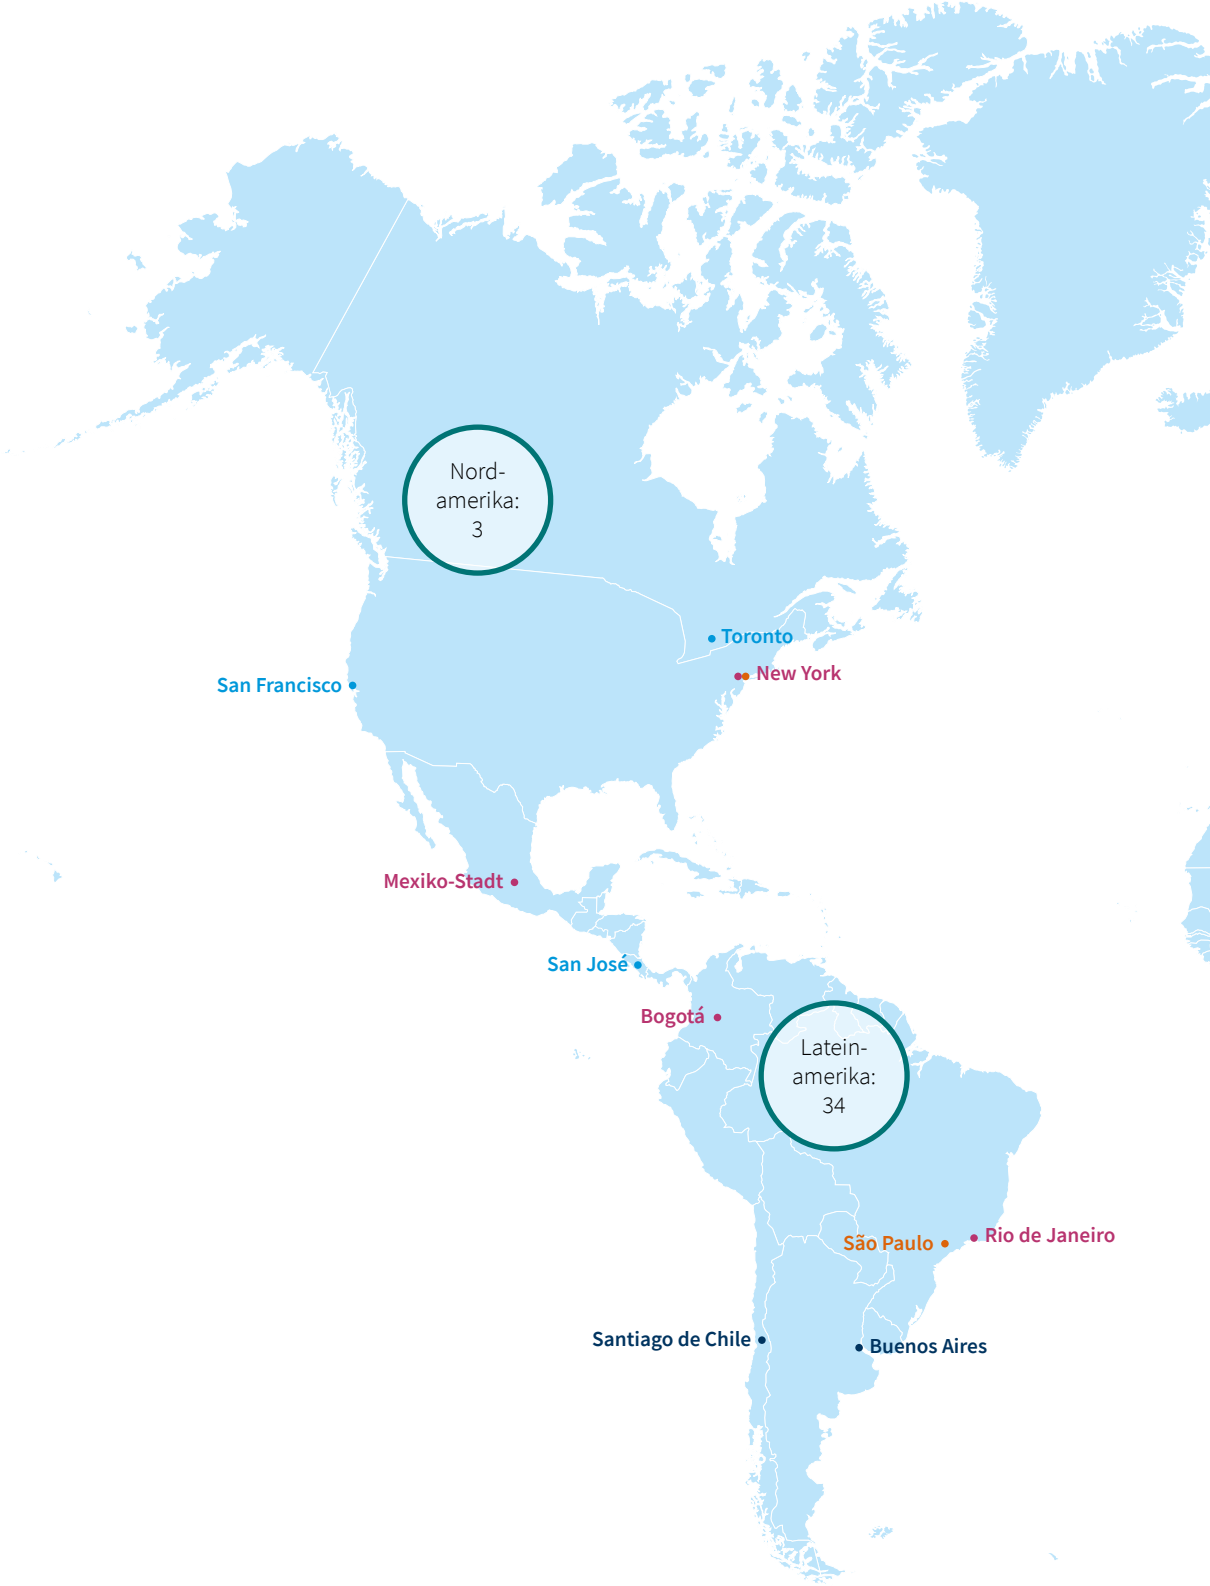 Nord-
amerika:
3
Toronto
New York
San Francisco
Mexiko-Stadt
San José
Bogotá
Latein-
amerika:
34
Rio de Janeiro
São Paulo
Santiago de Chile
Buenos Aires